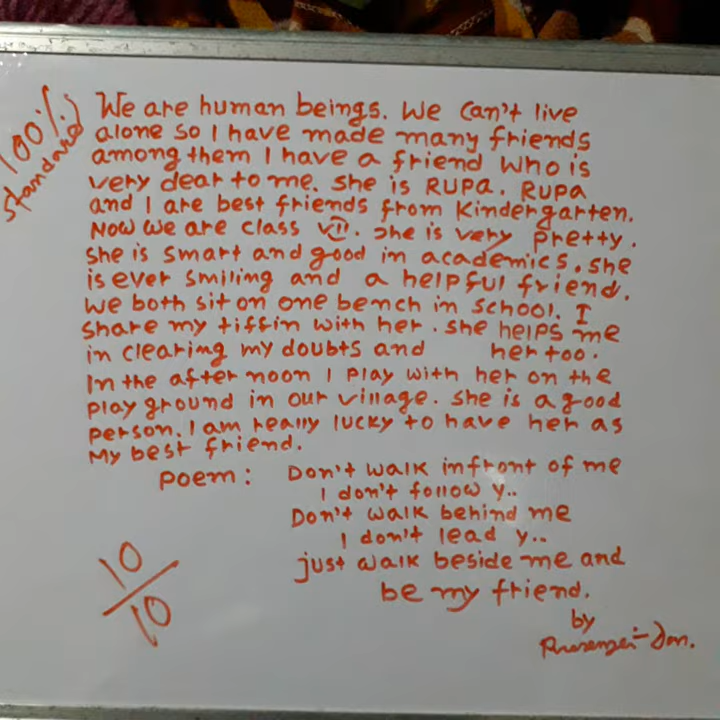 100%
standard
We are human beings. We can't live
alone so I have made many friends
among them I have a friend who is
very dear to me. she is RUPA. RUPA
and I are best friends from Kindergarten.
Now we are class VII. she is very pretty.
she is smart and good in academics. she
is ever smiling and a helpful friend.
We both sit on one bench in school. I
share my tiffin with her. she helps me
in clearing my doubts and her too.
In the after noon I play with her on the
play ground in our village. she is a good
person. I am really lucky to have her as
My best friend.
Poem: Don't walk infront of me
I don't follow y..
Don't walk behind me
I don't lead y..
just walk beside me and
be my friend.
10/10
by